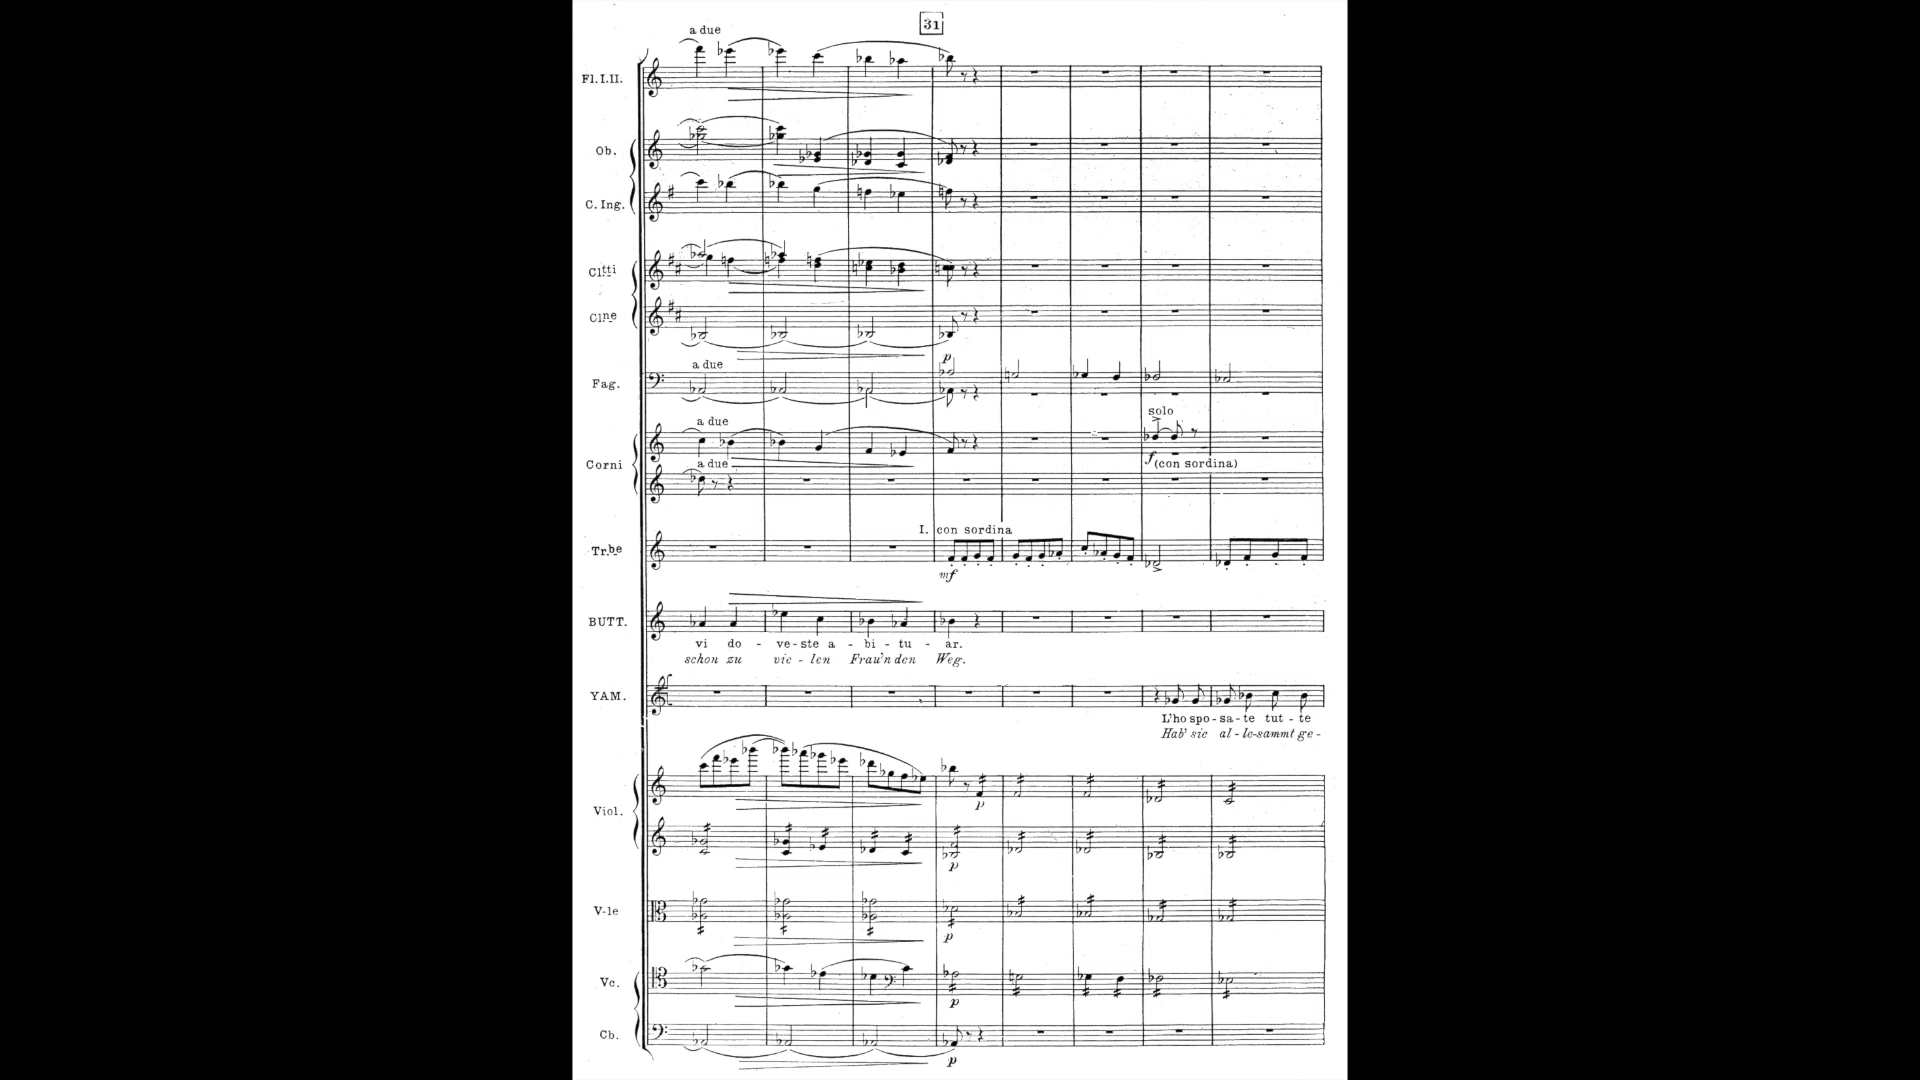 31
a due
Fl.I.II.
Ob.
C. Ing.
Cl.tti
Cl.ne
p
a due
Fag.
solo
a due
Corni
f (con sordina)
a due
I. con sordina
Tr.be
mf
BUTT.
vi do - ve-ste a - bi - tu - ar.
schon zu vie - len Frau'n den Weg.
YAM.
L'ho spo-sa-te tut - te
Hab' sie al-le-sammt ge-
p
Viol.
p
V-le
p
Vc.
p
Cb.
p